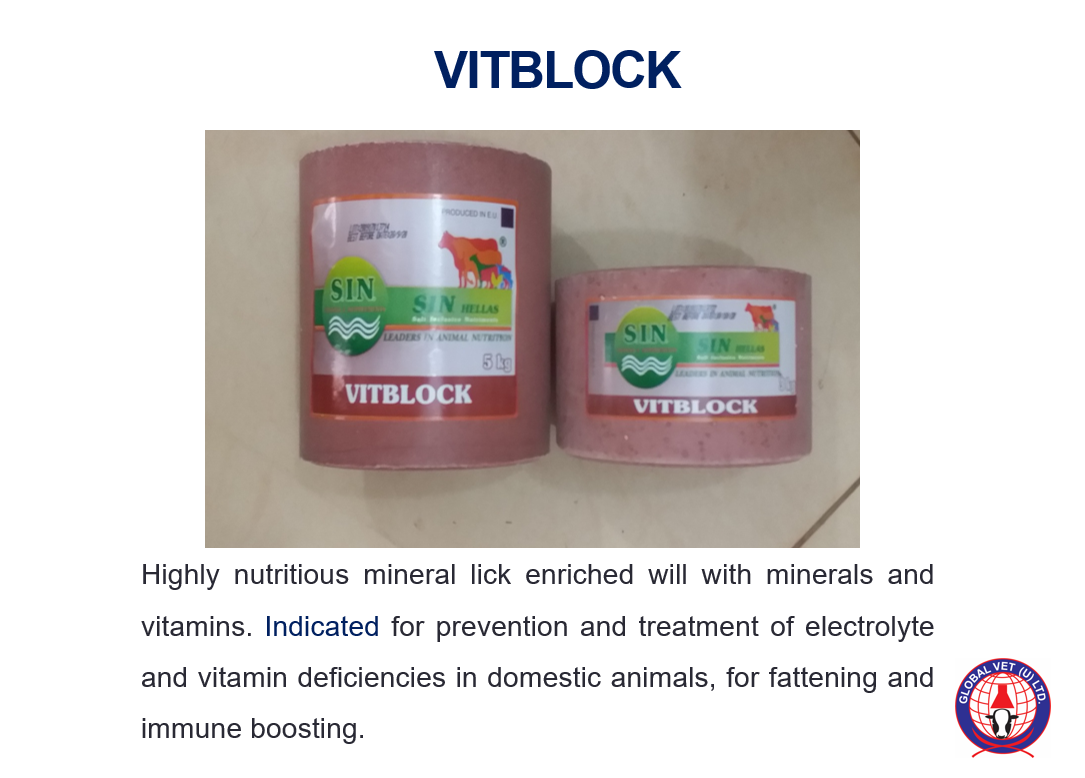 VITBLOCK
PRODUCED IN E.U.
®
SIN
SIN HELLAS
LEADERS IN ANIMAL NUTRITION
5 kg
VITBLOCK
SIN
SIN HELLAS
LEADERS IN ANIMAL NUTRITION
kg
VITBLOCK
Highly nutritious mineral lick enriched will with minerals and
vitamins. Indicated for prevention and treatment of electrolyte
and vitamin deficiencies in domestic animals, for fattening and
immune boosting.
GLOBAL VET (U) LTD.